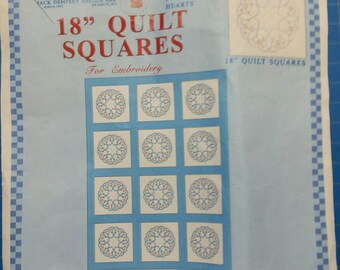 JACK DEMPSEY NEEDLE ART
HEARTS
18" QUILT
SQUARES
For Embroidery
18" QUILT SQUARES